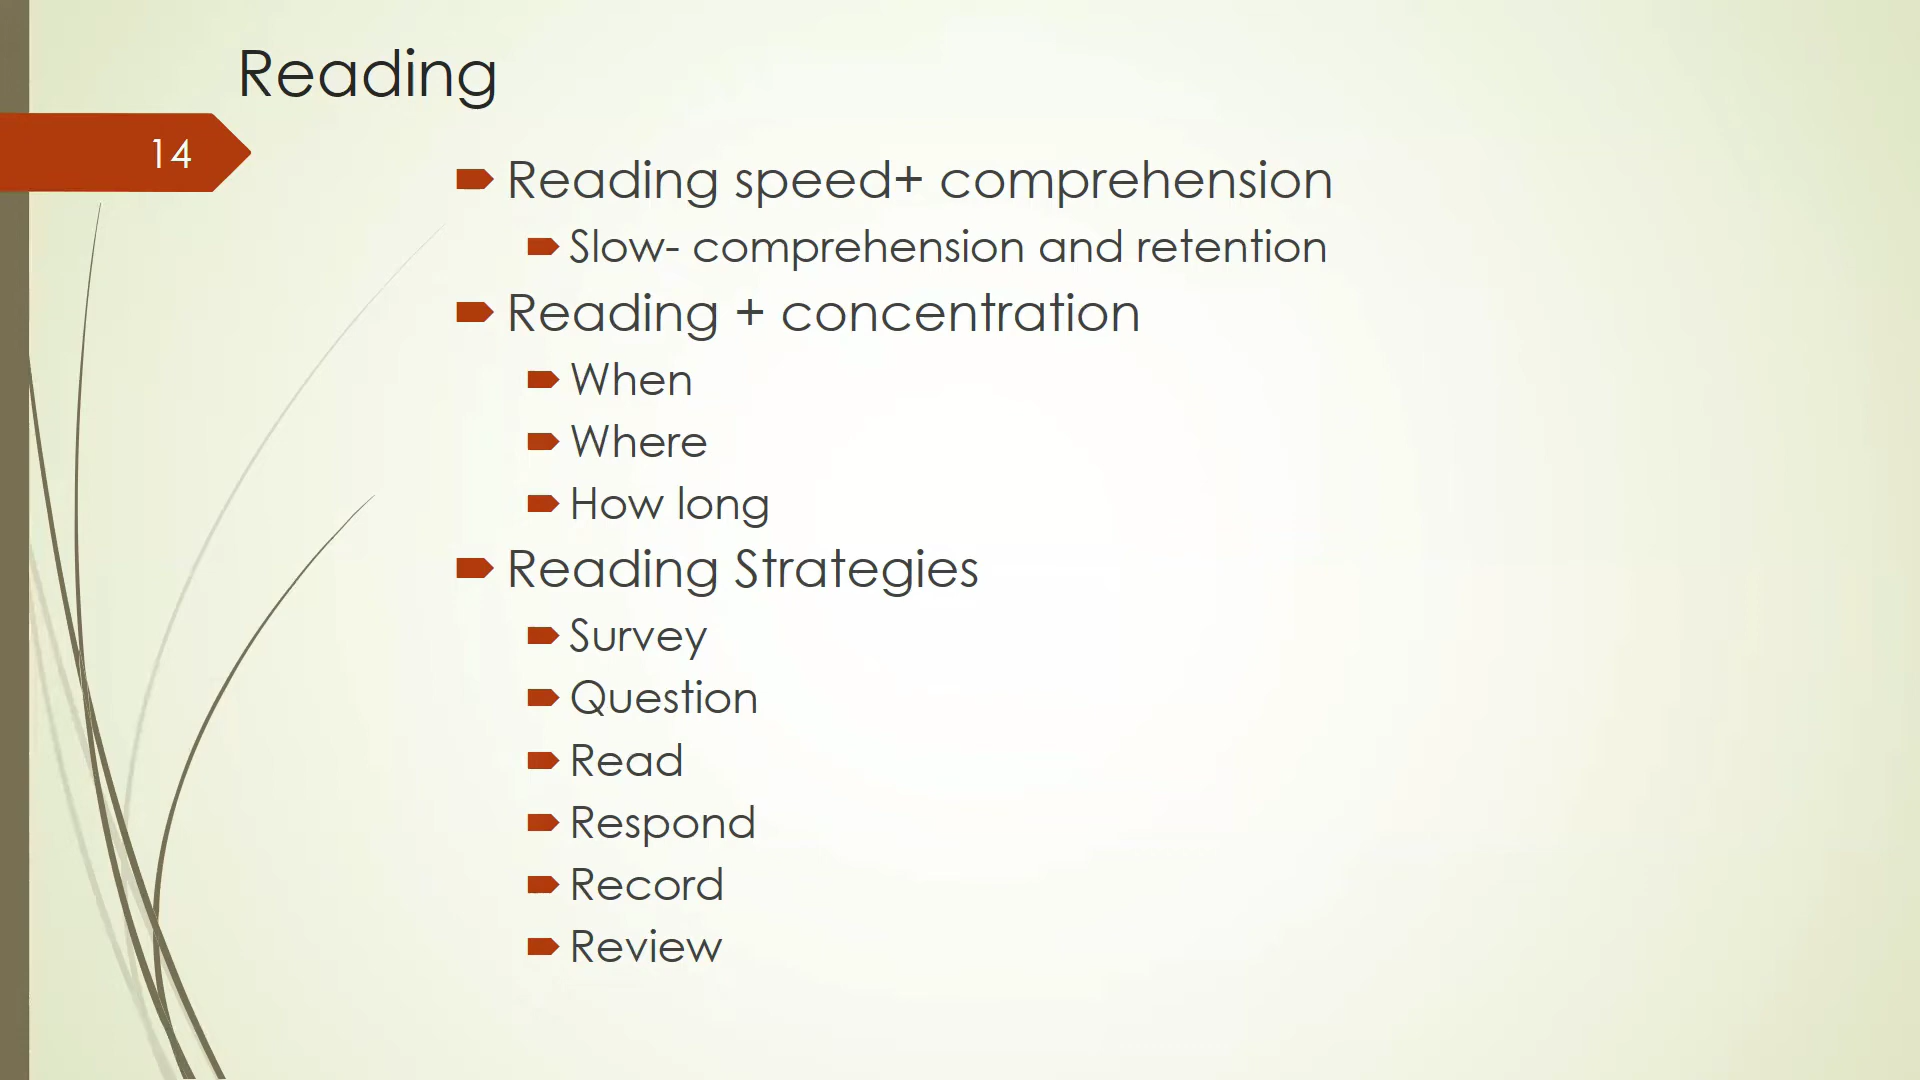 Reading
14
Reading speed+ comprehension
Slow- comprehension and retention
Reading + concentration
When
Where
How long
Reading Strategies
Survey
Question
Read
Respond
Record
Review